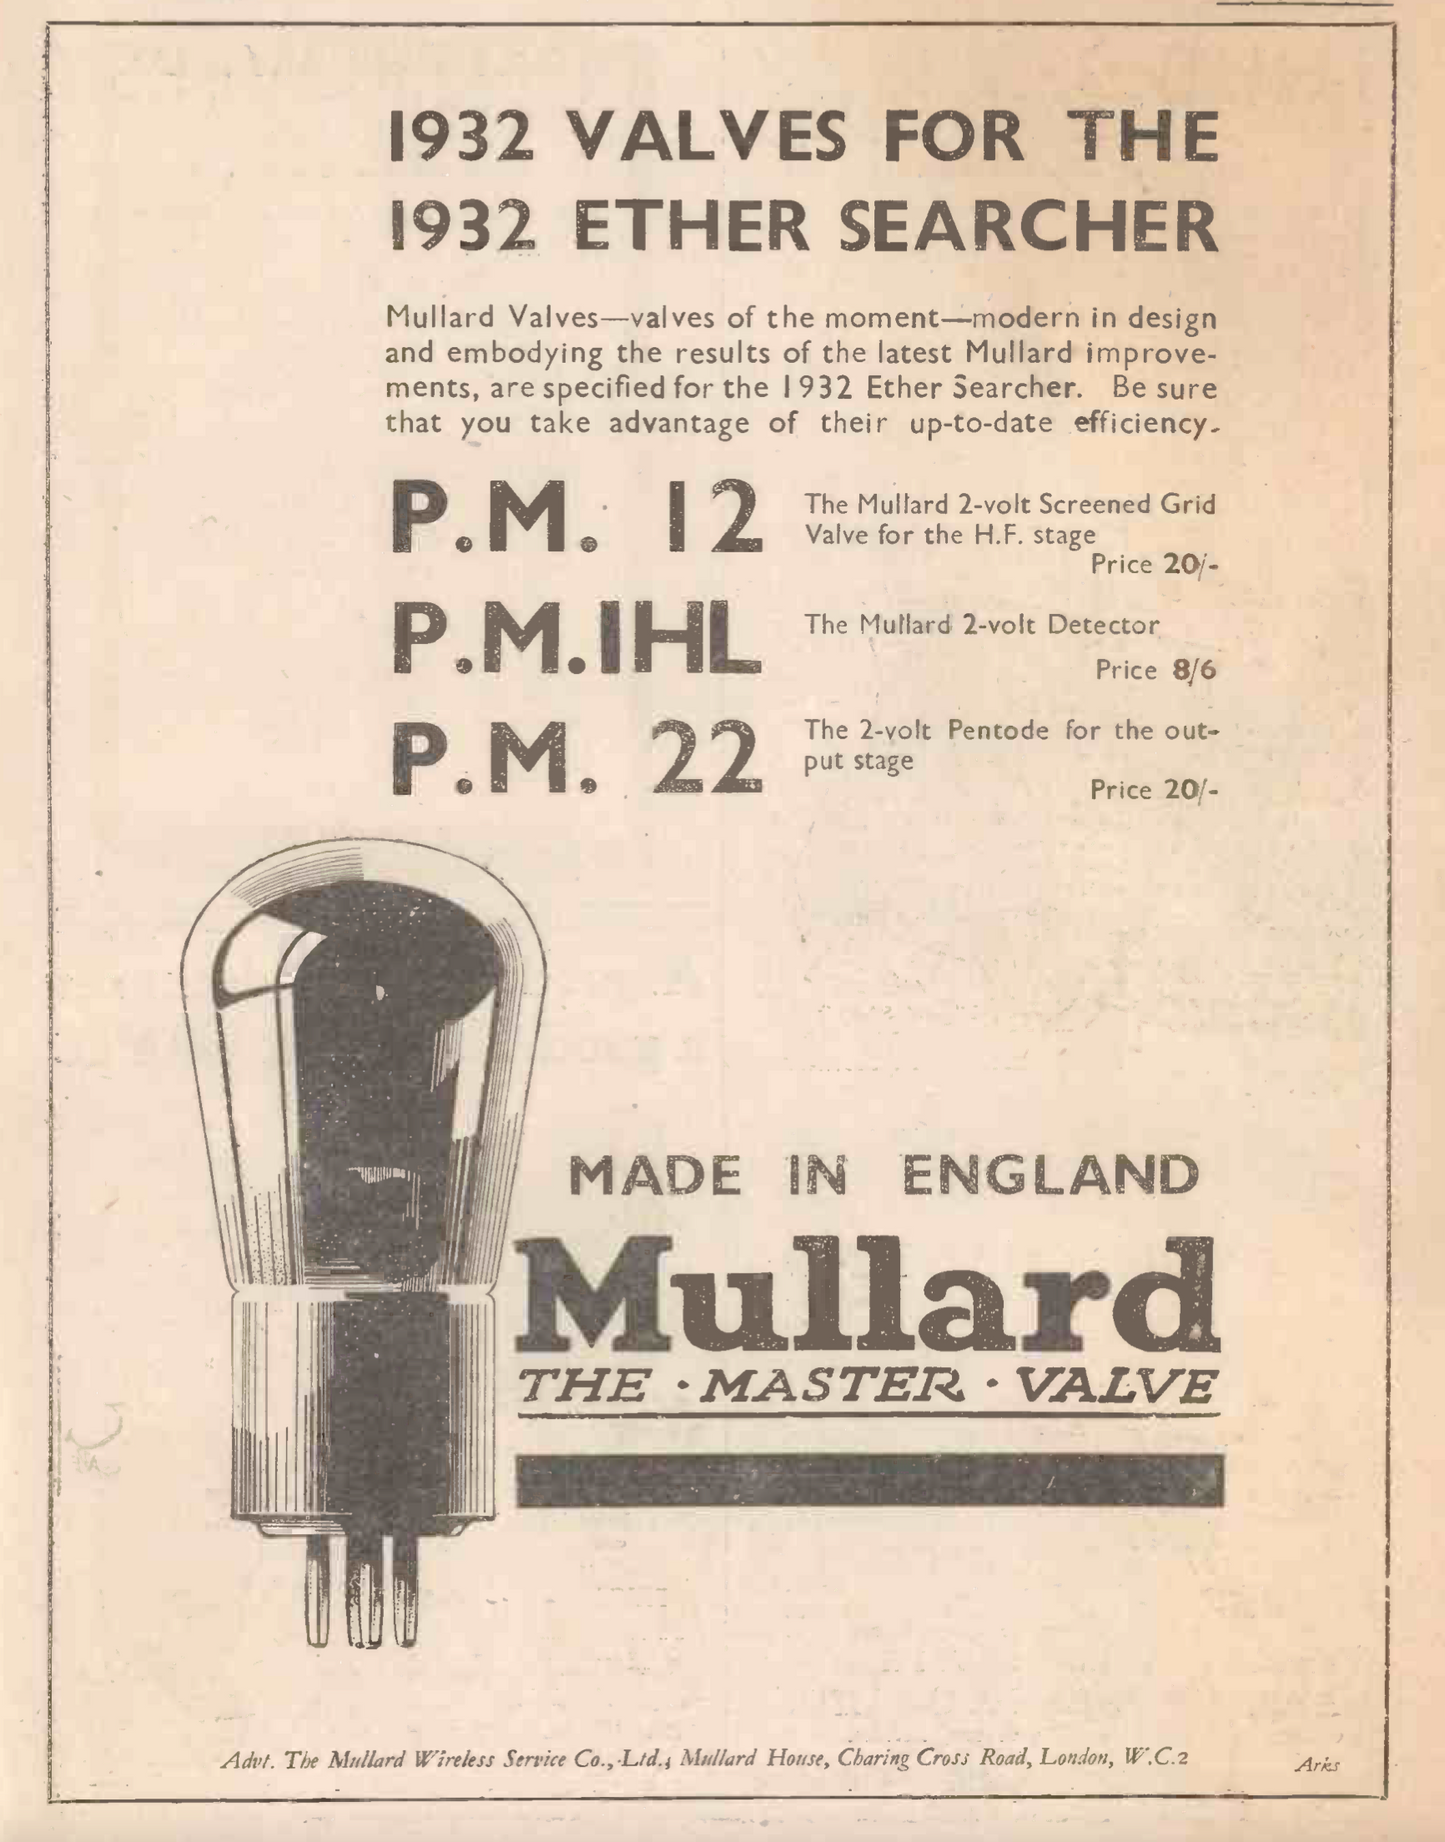 1932 VALVES FOR THE
1932 ETHER SEARCHER
Mullard Valves—valves of the moment—modern in design
and embodying the results of the latest Mullard improve-
ments, are specified for the 1932 Ether Searcher. Be sure
that you take advantage of their up-to-date efficiency.
P.M. 12
The Mullard 2-volt Screened Grid
Valve for the H.F. stage
Price 20/-
P.M.1HL
The Mullard 2-volt Detector
Price 8/6
P.M. 22
The 2-volt Pentode for the out-
put stage
Price 20/-
MADE IN ENGLAND
Mullard
THE · MASTER · VALVE
Advt. The Mullard Wireless Service Co., Ltd., Mullard House, Charing Cross Road, London, W.C.2
Arks